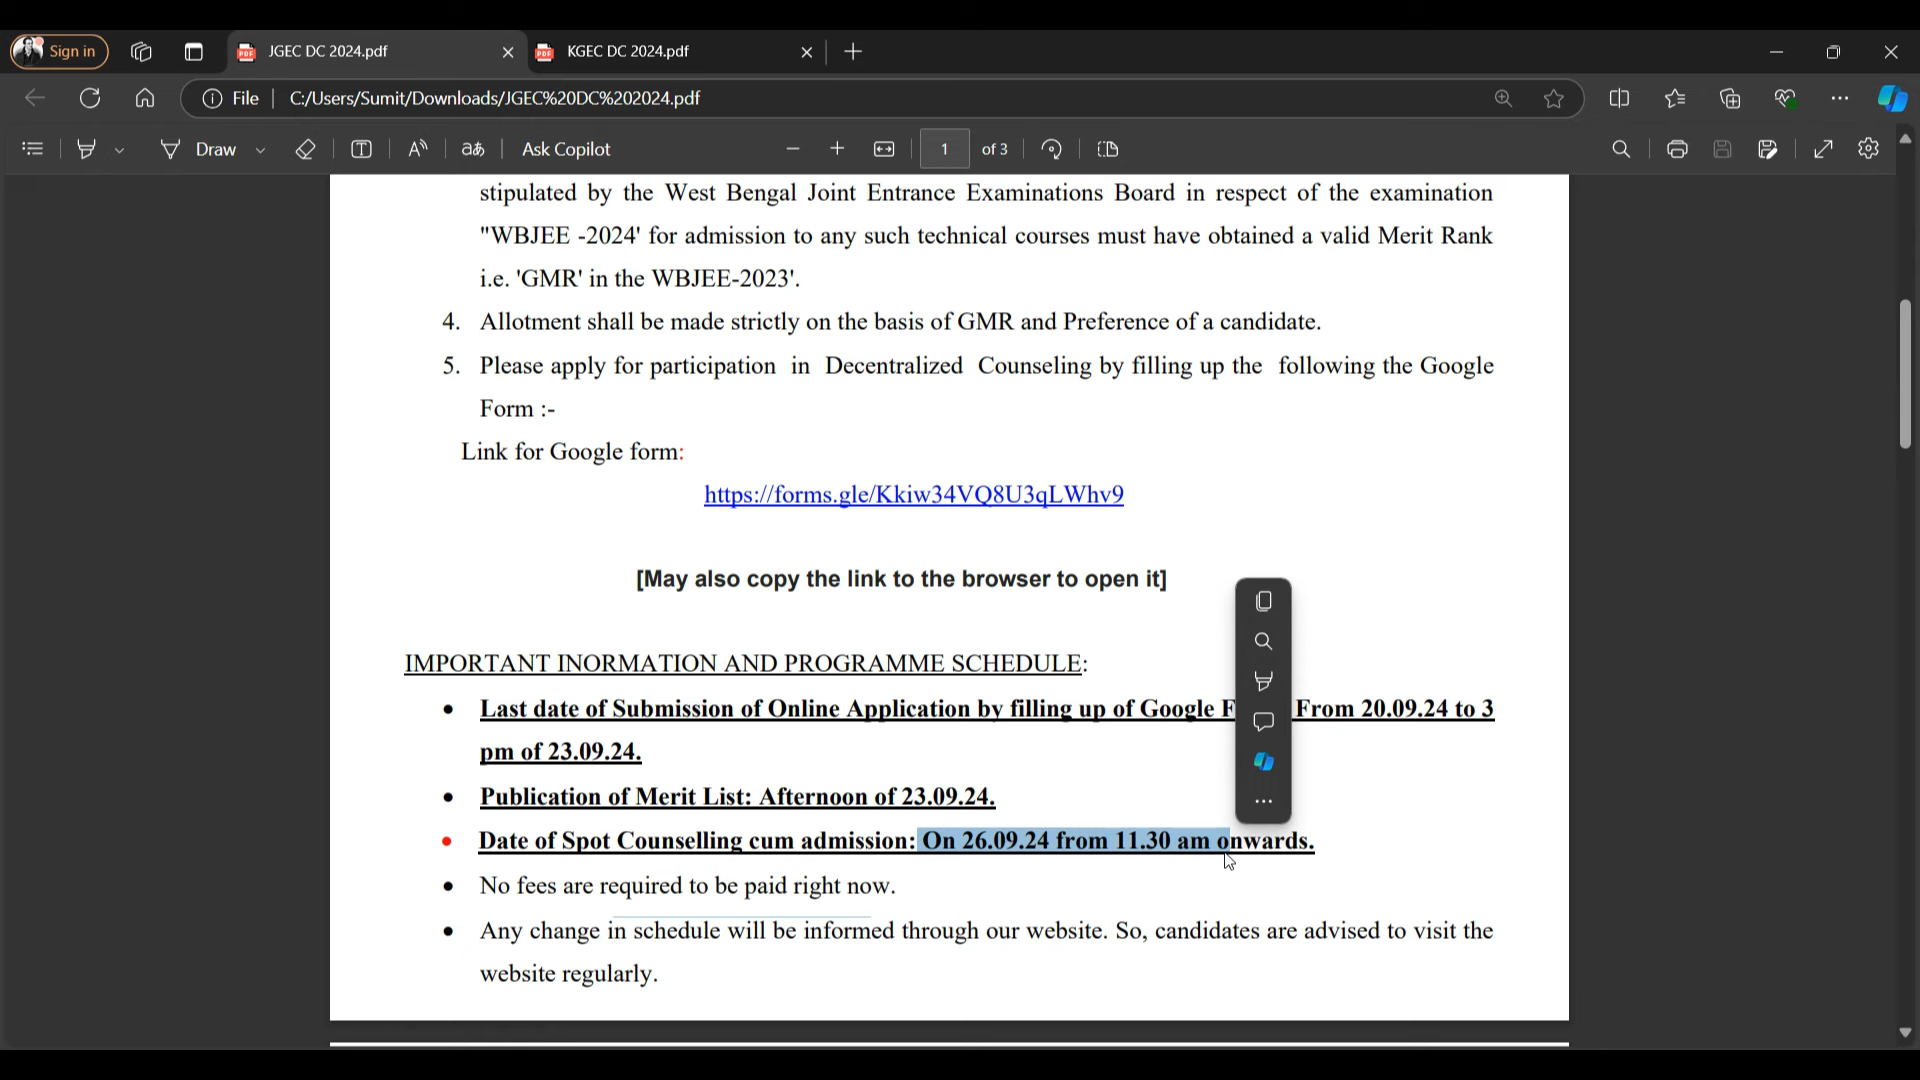 Sign in
JGEC DC 2024.pdf
KGEC DC 2024.pdf
File
C:/Users/Sumit/Downloads/JGEC%20DC%202024.pdf
Draw
Ask Copilot
1 of 3
stipulated by the West Bengal Joint Entrance Examinations Board in respect of the examination
"WBJEE -2024' for admission to any such technical courses must have obtained a valid Merit Rank
i.e. 'GMR' in the WBJEE-2023'.
4. Allotment shall be made strictly on the basis of GMR and Preference of a candidate.
5. Please apply for participation in Decentralized Counseling by filling up the following the Google
Form :-
Link for Google form:
https://forms.gle/Kkiw34VQ8U3qLWhv9
[May also copy the link to the browser to open it]
IMPORTANT INORMATION AND PROGRAMME SCHEDULE:
• Last date of Submission of Online Application by filling up of Google F From 20.09.24 to 3
pm of 23.09.24.
• Publication of Merit List: Afternoon of 23.09.24.
• Date of Spot Counselling cum admission: On 26.09.24 from 11.30 am onwards.
• No fees are required to be paid right now.
• Any change in schedule will be informed through our website. So, candidates are advised to visit the
website regularly.